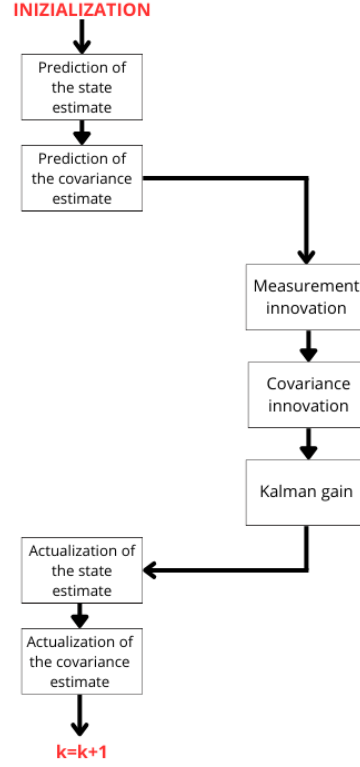 INIZIALIZATION
Prediction of
the state
estimate
Prediction of
the covariance
estimate
Measurement
innovation
Covariance
innovation
Kalman gain
Actualization of
the state
estimate
Actualization of
the covariance
estimate
k=k+1